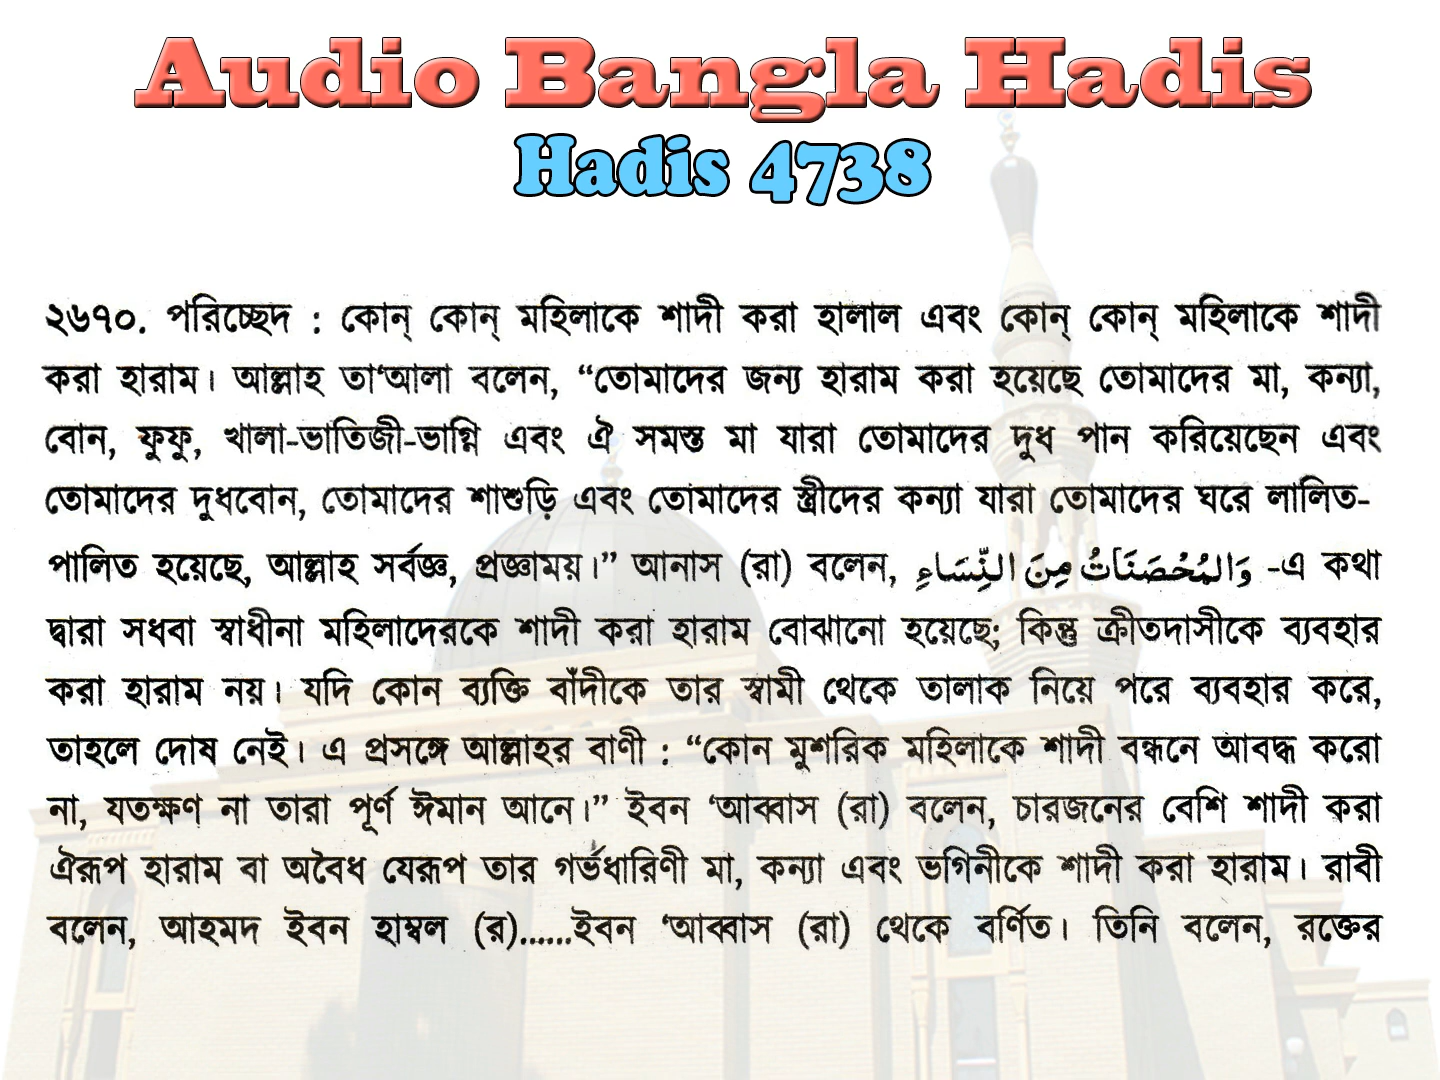 Audio Bangla Hadis
Hadis 4738
২৬৭০. পরিচ্ছেদ : কোন্ কোন্ মহিলাকে শাদী করা হালাল এবং কোন্ কোন্ মহিলাকে শাদী
করা হারাম। আল্লাহ তা‘আলা বলেন, “তোমাদের জন্য হারাম করা হয়েছে তোমাদের মা, কন্যা,
বোন, ফুফু, খালা-ভাতিজী-ভাগ্নি এবং ঐ সমস্ত মা যারা তোমাদের দুধ পান করিয়েছেন এবং
তোমাদের দুধবোন, তোমাদের শাশুড়ি এবং তোমাদের স্ত্রীদের কন্যা যারা তোমাদের ঘরে লালিত-
পালিত হয়েছে, আল্লাহ সর্বজ্ঞ, প্রজ্ঞাময়।” আনাস (রা) বলেন, وَالمُحْصَنَاتُ مِنَ النِّسَاءِ -এ কথা
দ্বারা সধবা স্বাধীনা মহিলাদেরকে শাদী করা হারাম বোঝানো হয়েছে; কিন্তু ক্রীতদাসীকে ব্যবহার
করা হারাম নয়। যদি কোন ব্যক্তি বাঁদীকে তার স্বামী থেকে তালাক নিয়ে পরে ব্যবহার করে,
তাহলে দোষ নেই। এ প্রসঙ্গে আল্লাহর বাণী : “কোন মুশরিক মহিলাকে শাদী বন্ধনে আবদ্ধ করো
না, যতক্ষণ না তারা পূর্ণ ঈমান আনে।” ইবন ‘আব্বাস (রা) বলেন, চারজনের বেশি শাদী করা
ঐরূপ হারাম বা অবৈধ যেরূপ তার গর্ভধারিণী মা, কন্যা এবং ভগিনীকে শাদী করা হারাম। রাবী
বলেন, আহমদ ইবন হাম্বল (র)......ইবন ‘আব্বাস (রা) থেকে বর্ণিত। তিনি বলেন, রক্তের